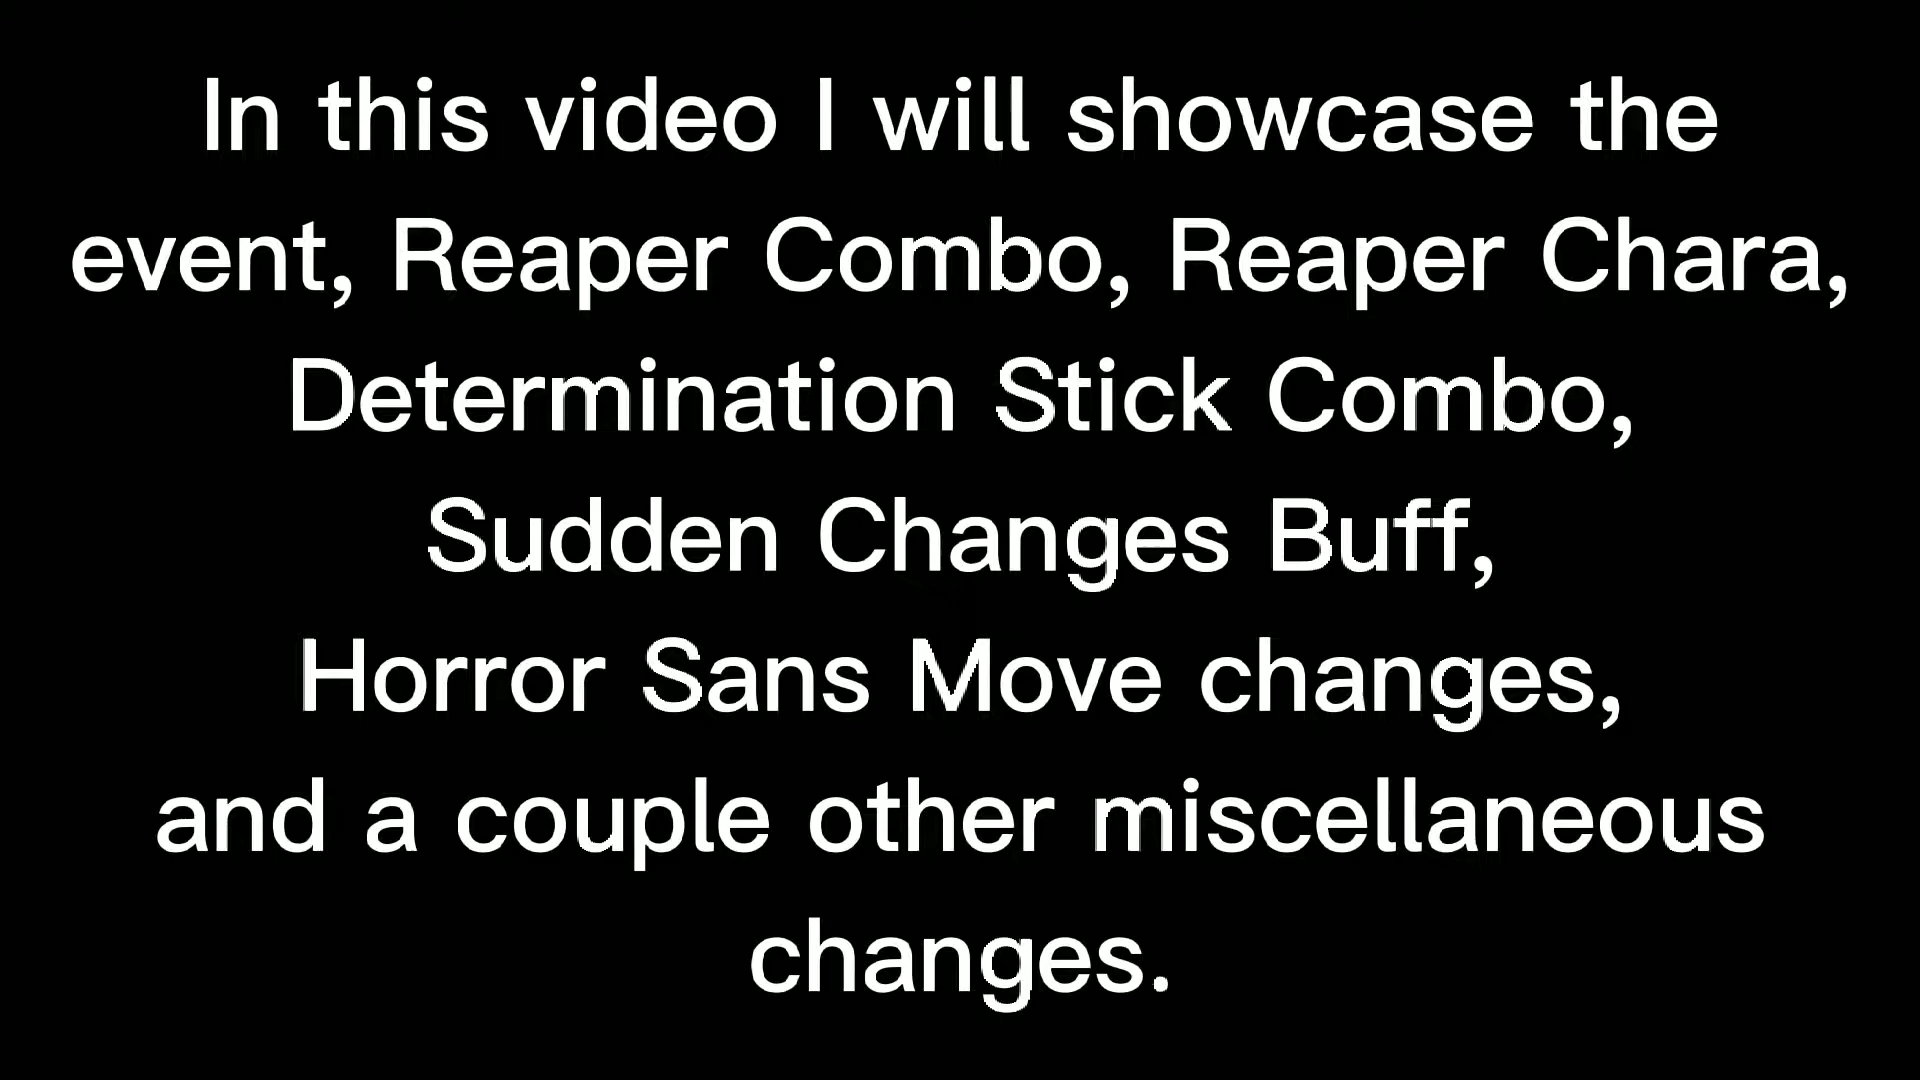 In this video I will showcase the
event, Reaper Combo, Reaper Chara,
Determination Stick Combo,
Sudden Changes Buff,
Horror Sans Move changes,
and a couple other miscellaneous
changes.